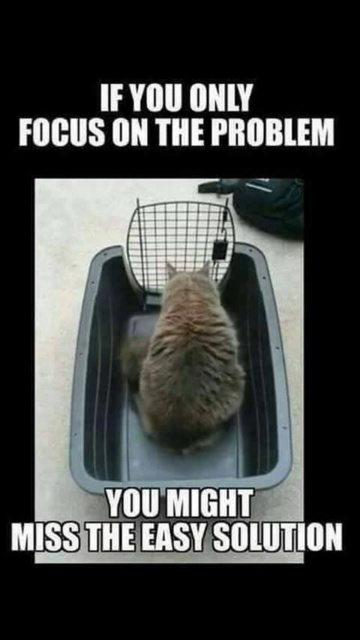 IF YOU ONLY
FOCUS ON THE PROBLEM
YOU MIGHT
MISS THE EASY SOLUTION